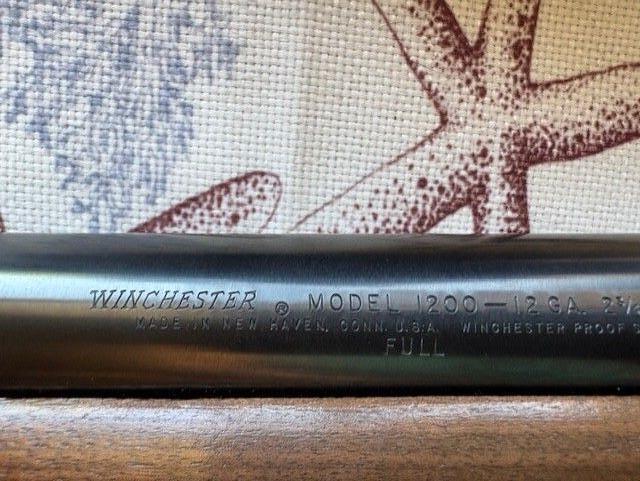 WINCHESTER ® MODEL 1200—12 GA.
MADE IN NEW HAVEN, CONN. U.S.A. WINCHESTER PROOF
FULL